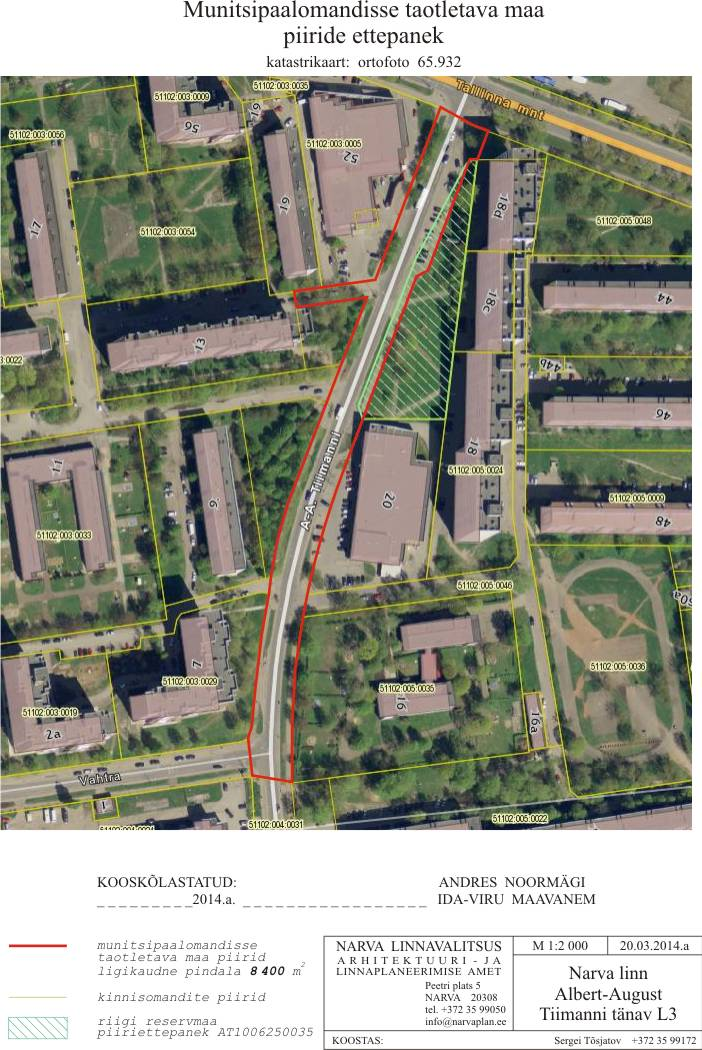 Munitsipaalomandisse taotletava maa
piiride ettepanek
katastrikaart: ortofoto 65.932
Tallinna mnt
51102:003:0009
51102:003:0035
51102:003:0056
56
19
51102:003:0005
52
17
19
18d
51102:003:0054
51102:005:0048
18c
44
13
3:0022
44b
46
A-A. Tiimanni
11
9
18
51102:005:0024
20
51102:005:0009
48
51102:003:0033
51102:005:0046
50a
7
51102:005:0036
51102:003:0029
51102:005:0035
16
51102:003:0019
2a
16a
Vahtra
1
51102:004:0031
51102:005:0022
KOOSKÕLASTATUD:
_ _ _ _ _ _ _ _ _ _2014.a. _ _ _ _ _ _ _ _ _ _ _ _ _ _ _ _ _ _ _
ANDRES NOORMÄGI
IDA-VIRU MAAVANEM
munitsipaalomandisse
taotletava maa piirid
ligikaudne pindala 8 400 m²
kinnisomandite piirid
riigi reservmaa
piiriettepanek AT1006250035
NARVA LINNAVALITSUS
ARHITEKTUURI- JA
LINNAPLANEERIMISE AMET
Peetri plats 5
NARVA 20308
tel. +372 35 99050
info@narvaplan.ee
M 1:2 000
20.03.2014.a
Narva linn
Albert-August
Tiimanni tänav L3
KOOSTAS:
Sergei Tõsjatov +372 35 99172